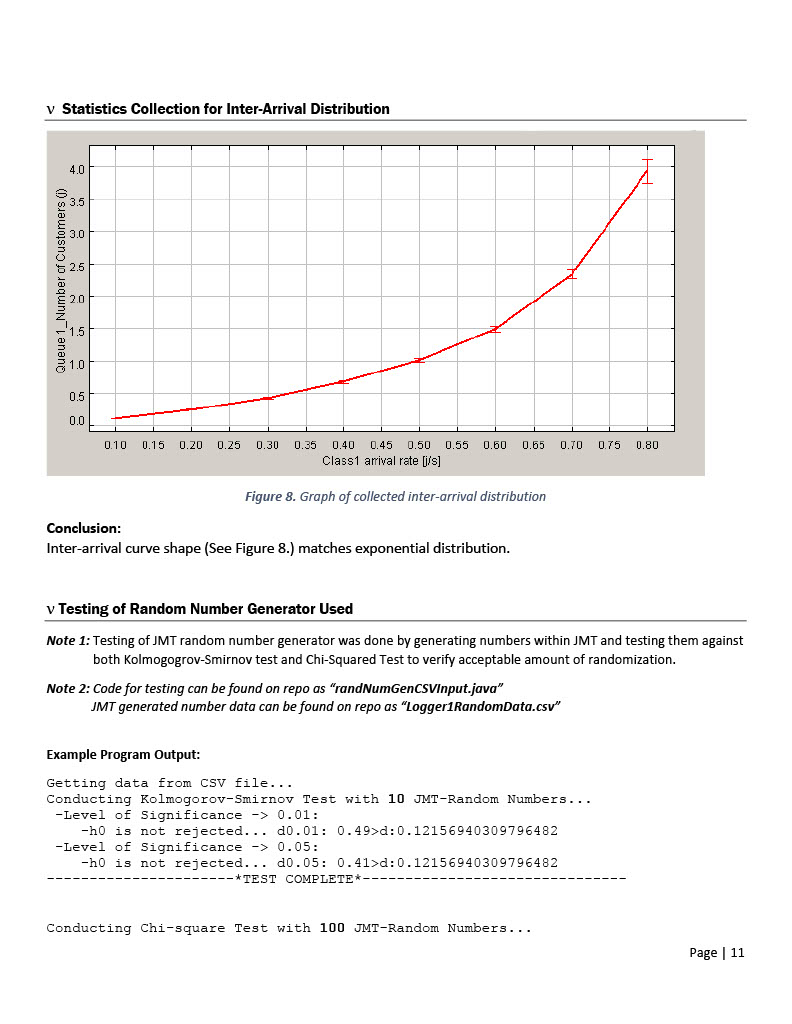 ν Statistics Collection for Inter-Arrival Distribution
4.0
3.5
3.0
2.5
2.0
1.5
1.0
0.5
0.0
Queue 1_Number of Customers (j)
0.10 0.15 0.20 0.25 0.30 0.35 0.40 0.45 0.50 0.55 0.60 0.65 0.70 0.75 0.80
Class1 arrival rate [j/s]
Figure 8. Graph of collected inter-arrival distribution
Conclusion:
Inter-arrival curve shape (See Figure 8.) matches exponential distribution.
ν Testing of Random Number Generator Used
Note 1: Testing of JMT random number generator was done by generating numbers within JMT and testing them against
both Kolmogogrov-Smirnov test and Chi-Squared Test to verify acceptable amount of randomization.
Note 2: Code for testing can be found on repo as “randNumGenCSVInput.java”
JMT generated number data can be found on repo as “Logger1RandomData.csv”
Example Program Output:
Getting data from CSV file...
Conducting Kolmogorov-Smirnov Test with 10 JMT-Random Numbers...
-Level of Significance -> 0.01:
-h0 is not rejected... d0.01: 0.49>d:0.12156940309796482
-Level of Significance -> 0.05:
-h0 is not rejected... d0.05: 0.41>d:0.12156940309796482
----------------------*TEST COMPLETE*-------------------------------
Conducting Chi-square Test with 100 JMT-Random Numbers...
Page | 11